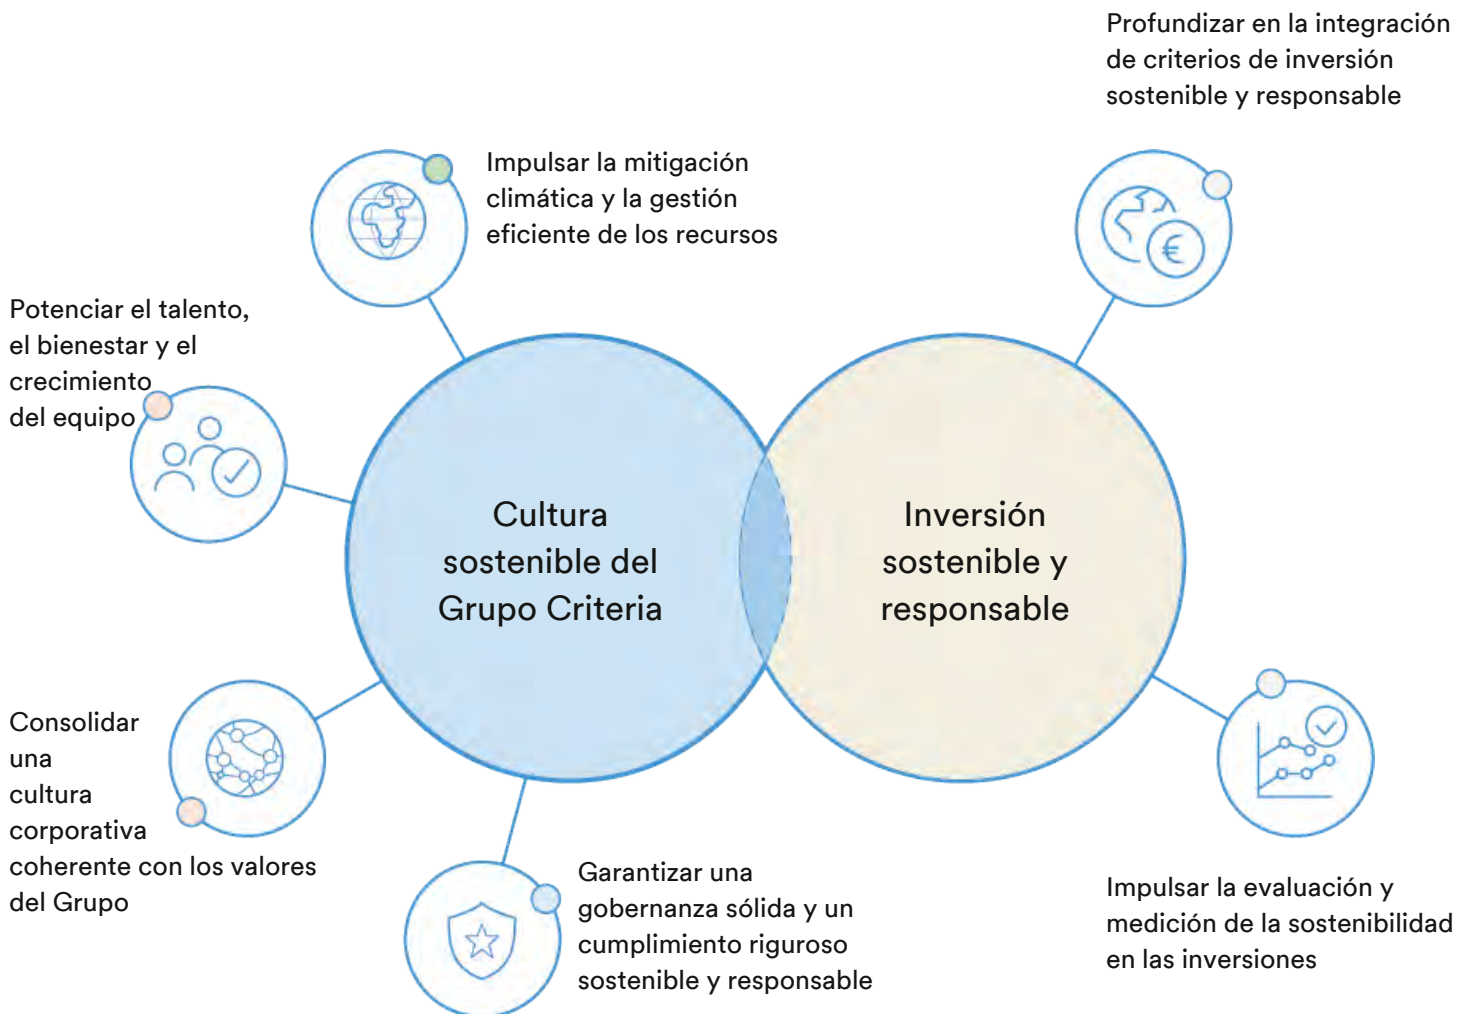 Profundizar en la integración
de criterios de inversión
sostenible y responsable
Impulsar la mitigación
climática y la gestión
eficiente de los recursos
Potenciar el talento,
el bienestar y el
crecimiento
del equipo
Cultura
sostenible del
Grupo Criteria
Inversión
sostenible y
responsable
Consolidar
una
cultura
corporativa
coherente con los valores
del Grupo
Garantizar una
gobernanza sólida y un
cumplimiento riguroso
sostenible y responsable
Impulsar la evaluación y
medición de la sostenibilidad
en las inversiones
€